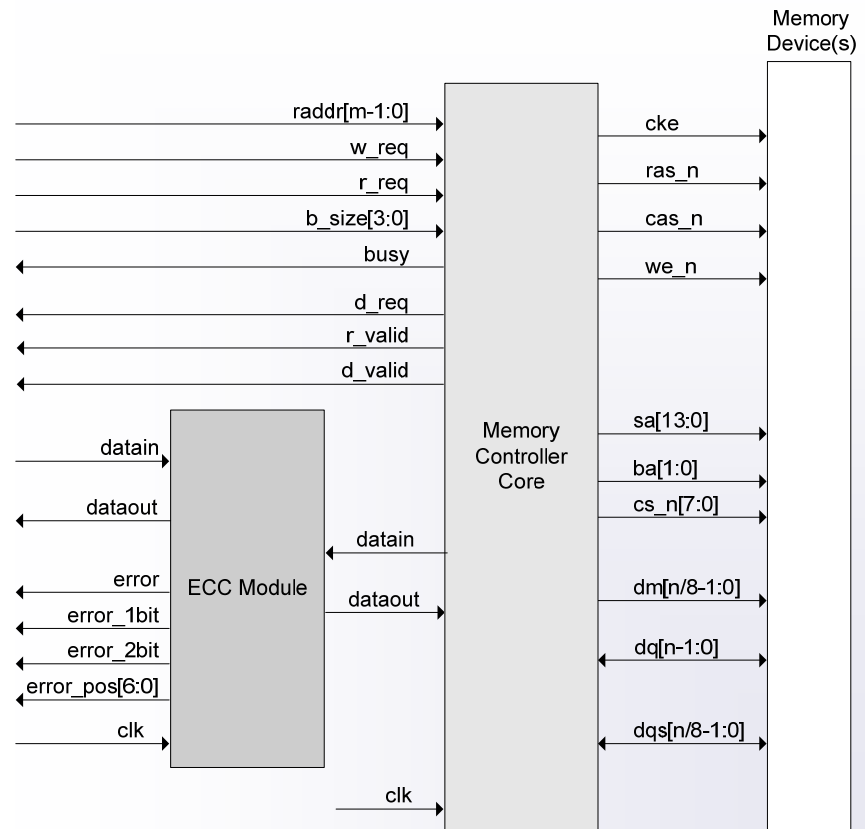 Memory
Device(s)
raddr[m-1:0]
w_req
r_req
b_size[3:0]
busy
d_req
r_valid
d_valid
cke
ras_n
cas_n
we_n
sa[13:0]
ba[1:0]
cs_n[7:0]
dm[n/8-1:0]
dq[n-1:0]
dqs[n/8-1:0]
Memory
Controller
Core
datain
dataout
error
error_1bit
error_2bit
error_pos[6:0]
clk
ECC Module
datain
dataout
clk